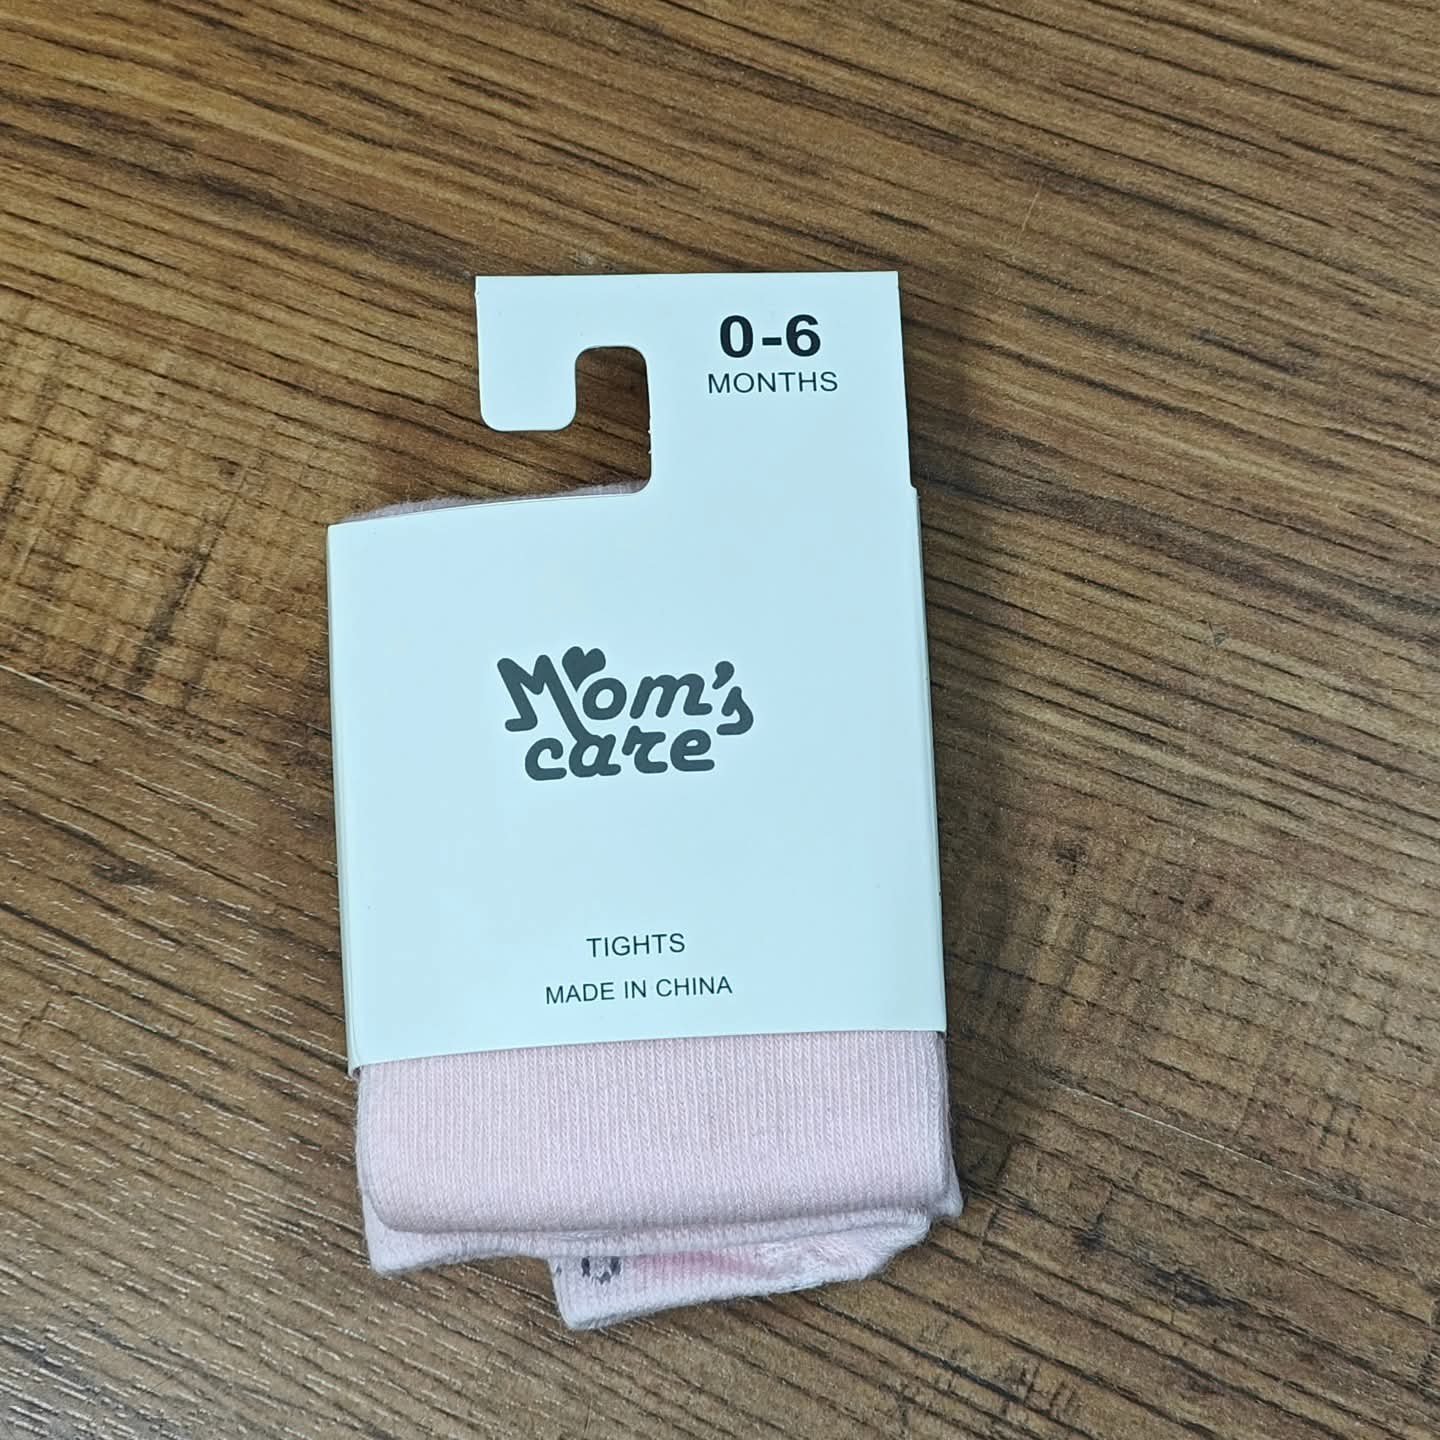 0-6
MONTHS
Mom's
care
TIGHTS
MADE IN CHINA